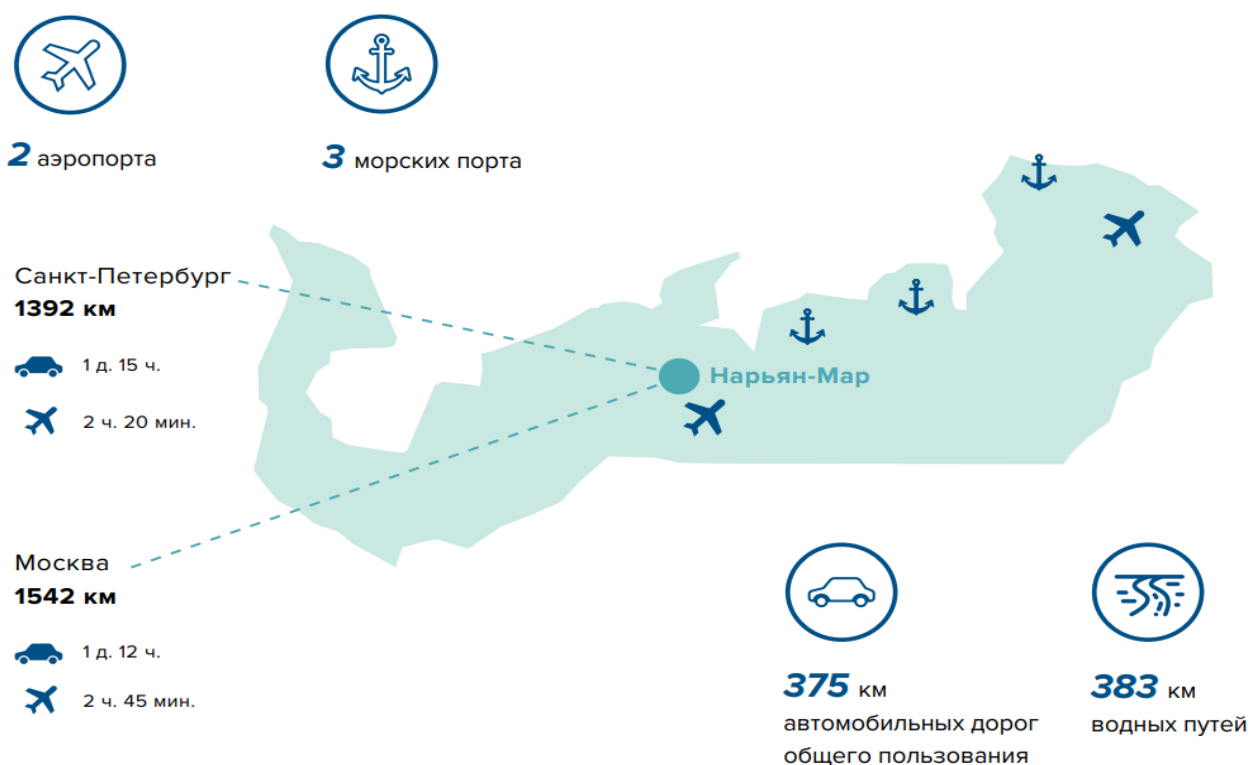 2 аэропорта
3 морских порта
Санкт-Петербург
1392 км
1 д. 15 ч.
2 ч. 20 мин.
Нарьян-Мар
Москва
1542 км
1 д. 12 ч.
2 ч. 45 мин.
375 км
автомобильных дорог
общего пользования
383 км
водных путей